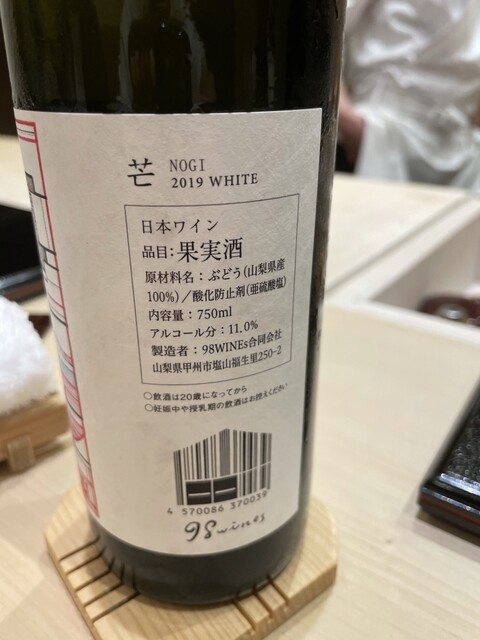 芒 NOGI
2019 WHITE
日本ワイン
品目:果実酒
原材料名:ぶどう(山梨県産
100%)/酸化防止剤(亜硫酸塩)
内容量:750ml
アルコール分:11.0%
製造者:98WINEs合同会社
山梨県甲州市塩山福生里250-2
○飲酒は20歳になってから
○妊娠中や授乳期の飲酒はお控えください
4 570086 370039
98wines